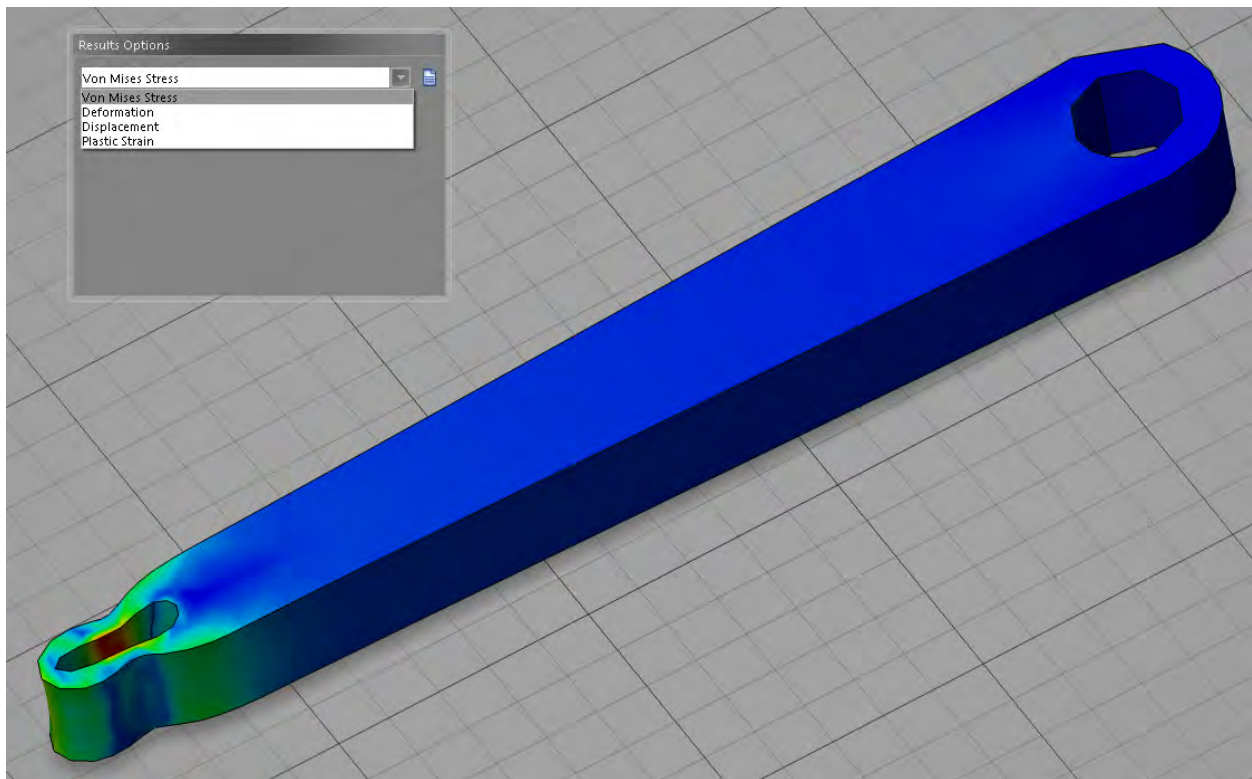 Results Options
Von Mises Stress
Von Mises Stress
Deformation
Displacement
Plastic Strain